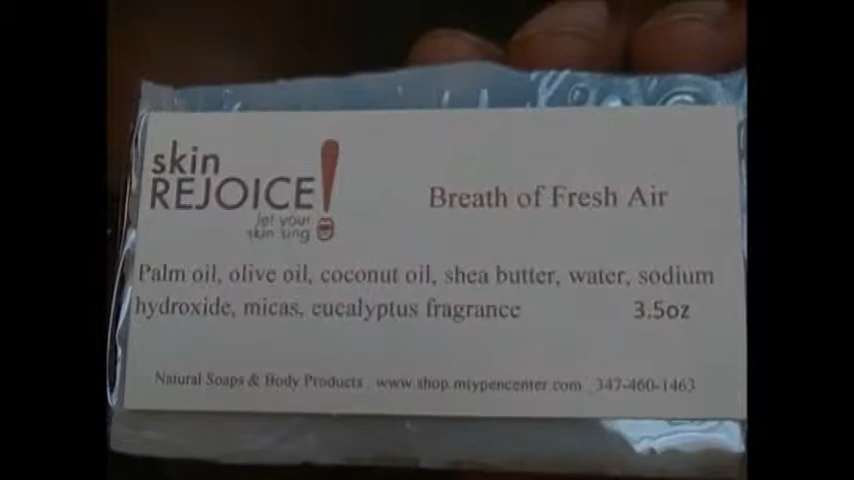 skin
REJOICE!
let your
skin sing
Breath of Fresh Air
Palm oil, olive oil, coconut oil, shea butter, water, sodium
hydroxide, micas, eucalyptus fragrance 3.5oz
Natural Soaps & Body Products www.shop.mtypencenter.com 347-460-1463